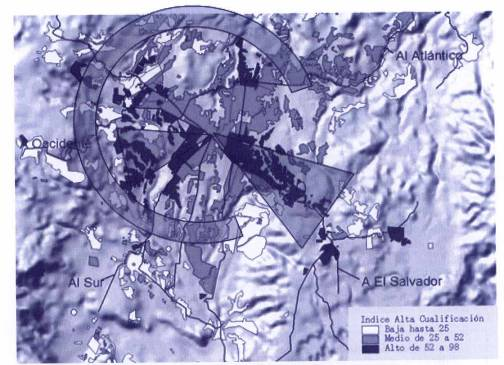 Al Atlántico
A Occidente
Al Sur
A El Salvador
Indice Alta Cualificación
Baja hasta 25
Medio de 25 a 52
Alto de 52 a 98